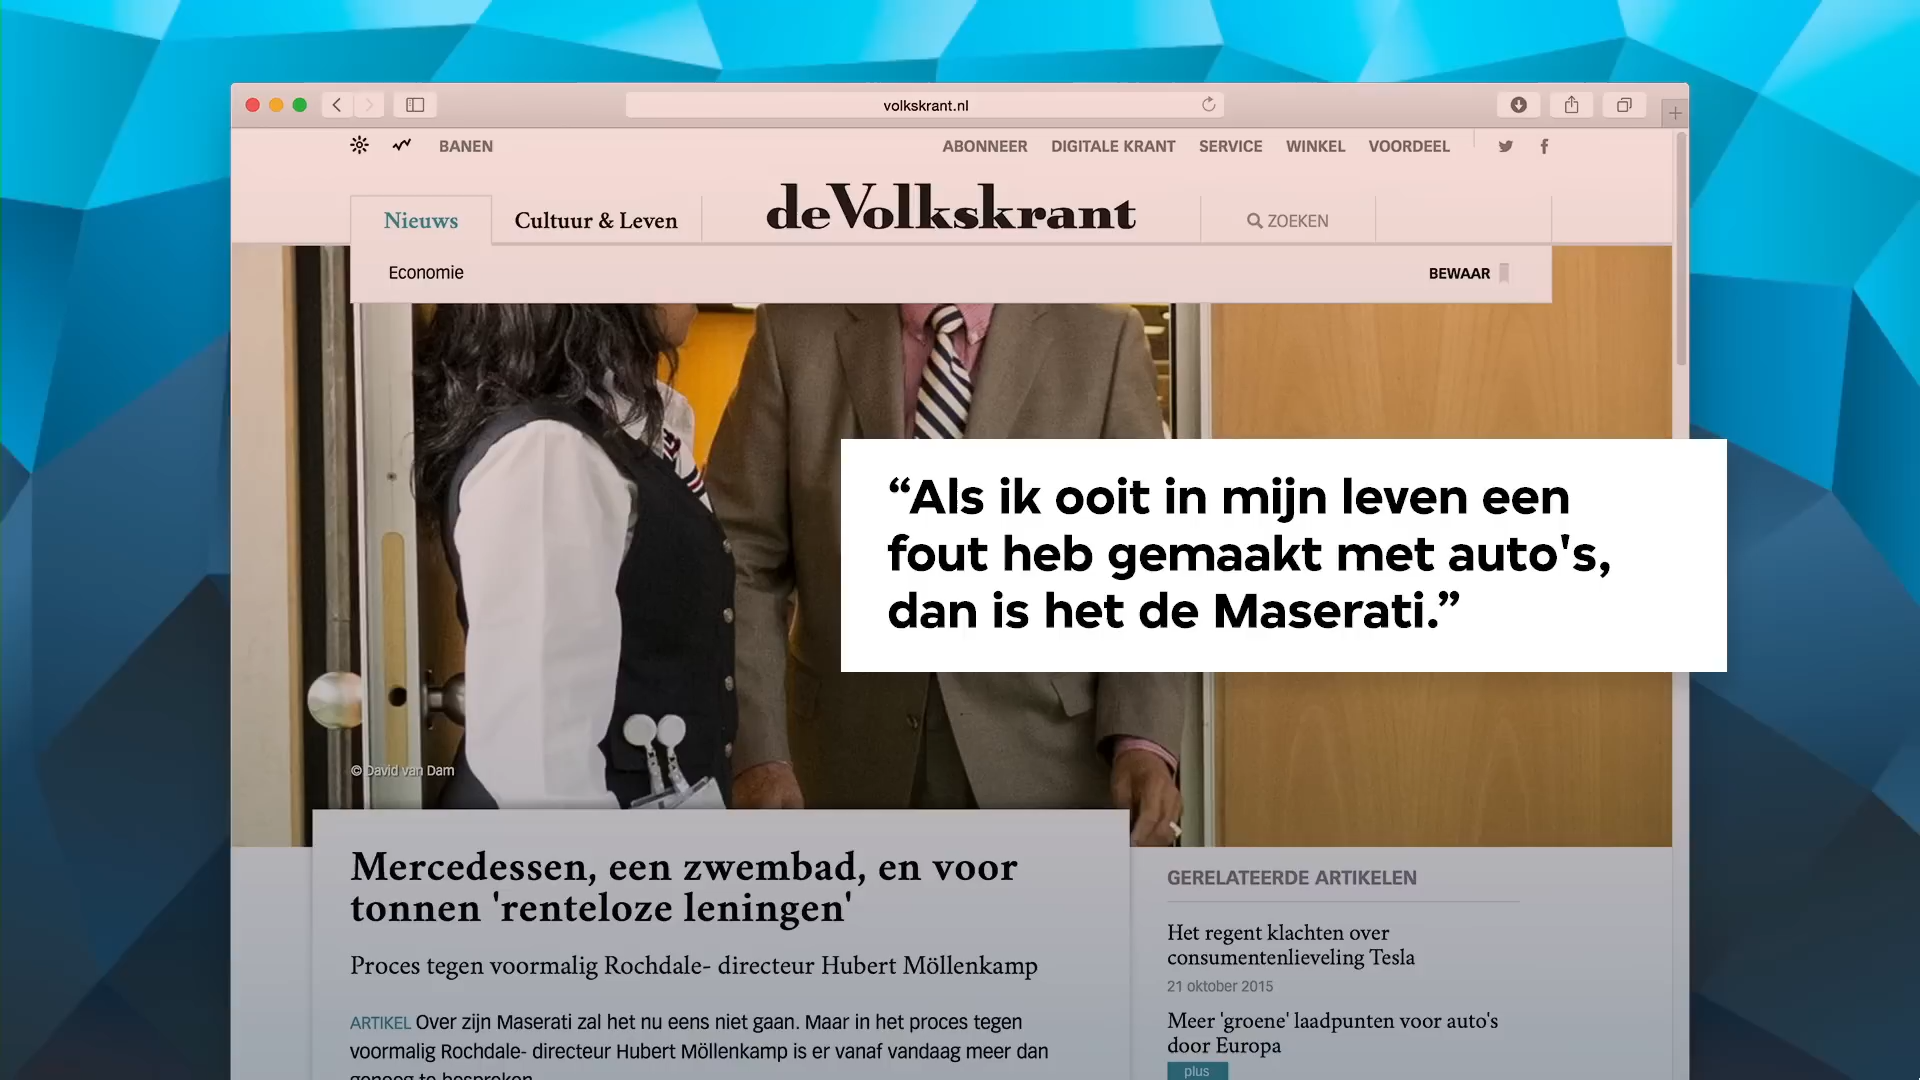 volkskrant.nl
BANEN
ABONNEER DIGITALE KRANT SERVICE WINKEL VOORDEEL
Nieuws
Cultuur & Leven
deVolkskrant
ZOEKEN
Economie
BEWAAR
“Als ik ooit in mijn leven een
fout heb gemaakt met auto's,
dan is het de Maserati.”
© David van Dam
Mercedessen, een zwembad, en voor
tonnen 'renteloze leningen'
Proces tegen voormalig Rochdale- directeur Hubert Möllenkamp
ARTIKEL Over zijn Maserati zal het nu eens niet gaan. Maar in het proces tegen
voormalig Rochdale- directeur Hubert Möllenkamp is er vanaf vandaag meer dan
genoeg te bespreken.
GERELATEERDE ARTIKELEN
Het regent klachten over
consumentenlieveling Tesla
21 oktober 2015
Meer 'groene' laadpunten voor auto's
door Europa
plus